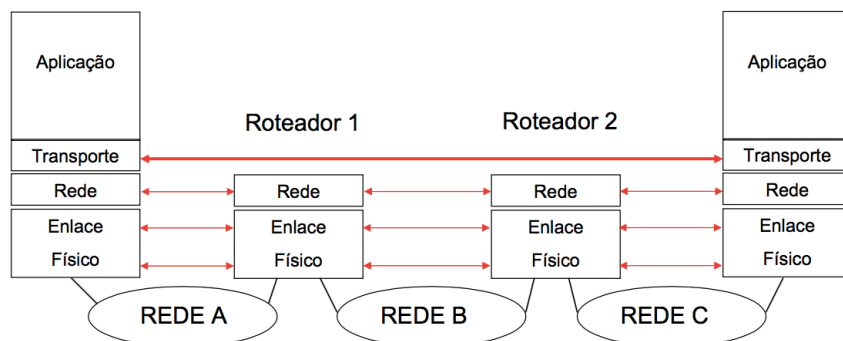 Aplicação
Aplicação
Roteador 1
Roteador 2
Transporte
Transporte
Rede
Rede
Rede
Rede
Enlace
Enlace
Enlace
Enlace
Físico
Físico
Físico
Físico
REDE A
REDE B
REDE C